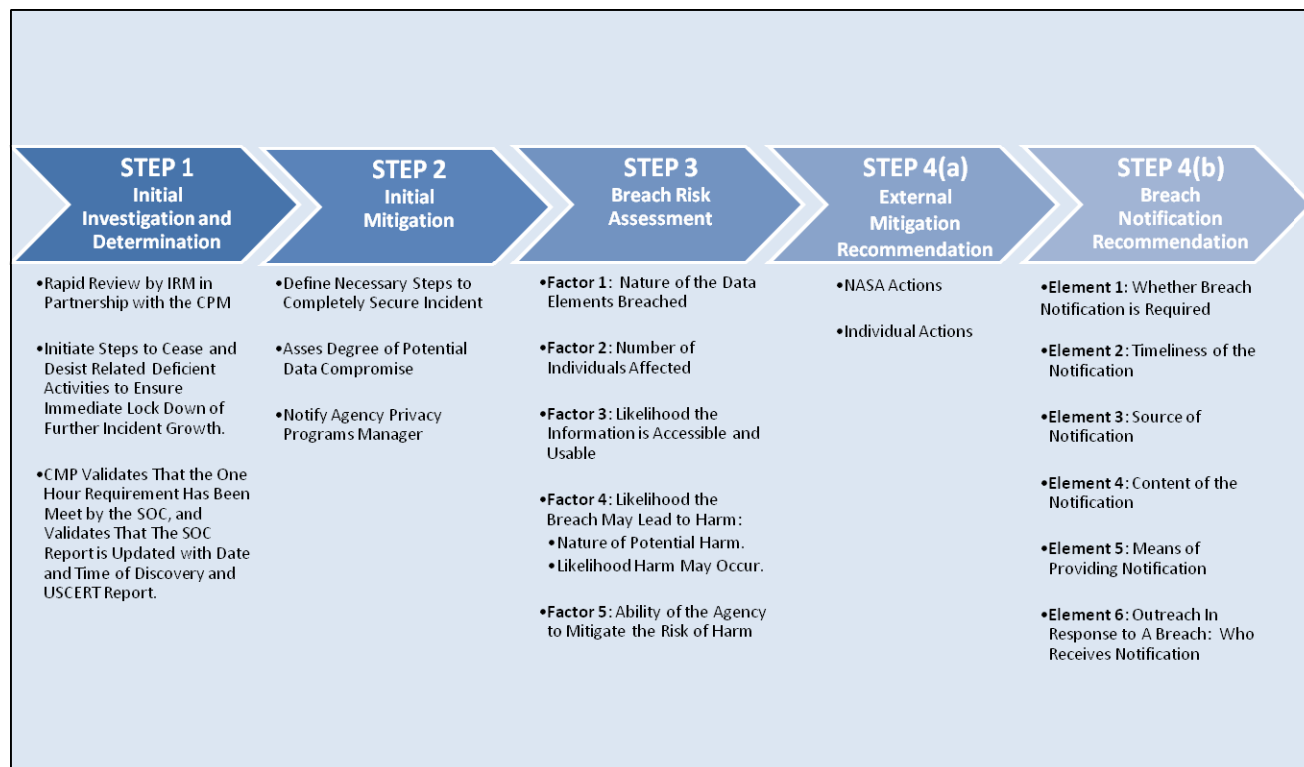 STEP 1
Initial
Investigation and
Determination
•Rapid Review by IRM in
Partnership with the CPM
•Initiate Steps to Cease and
Desist Related Deficient
Activities to Ensure
Immediate Lock Down of
Further Incident Growth.
•CMP Validates That the One
Hour Requirement Has Been
Meet by the SOC, and
Validates That The SOC
Report is Updated with Date
and Time of Discovery and
USCERT Report.
STEP 2
Initial
Mitigation
•Define Necessary Steps to
Completely Secure Incident
•Asses Degree of Potential
Data Compromise
•Notify Agency Privacy
Programs Manager
STEP 3
Breach Risk
Assessment
•Factor 1: Nature of the Data
Elements Breached
•Factor 2: Number of
Individuals Affected
•Factor 3: Likelihood the
Information is Accessible and
Usable
•Factor 4: Likelihood the
Breach May Lead to Harm:
•Nature of Potential Harm.
•Likelihood Harm May Occur.
•Factor 5: Ability of the Agency
to Mitigate the Risk of Harm
STEP 4(a)
External
Mitigation
Recommendation
•NASA Actions
•Individual Actions
STEP 4(b)
Breach
Notification
Recommendation
•Element 1: Whether Breach
Notification is Required
•Element 2: Timeliness of the
Notification
•Element 3: Source of
Notification
•Element 4: Content of the
Notification
•Element 5: Means of
Providing Notification
•Element 6: Outreach In
Response to A Breach: Who
Receives Notification